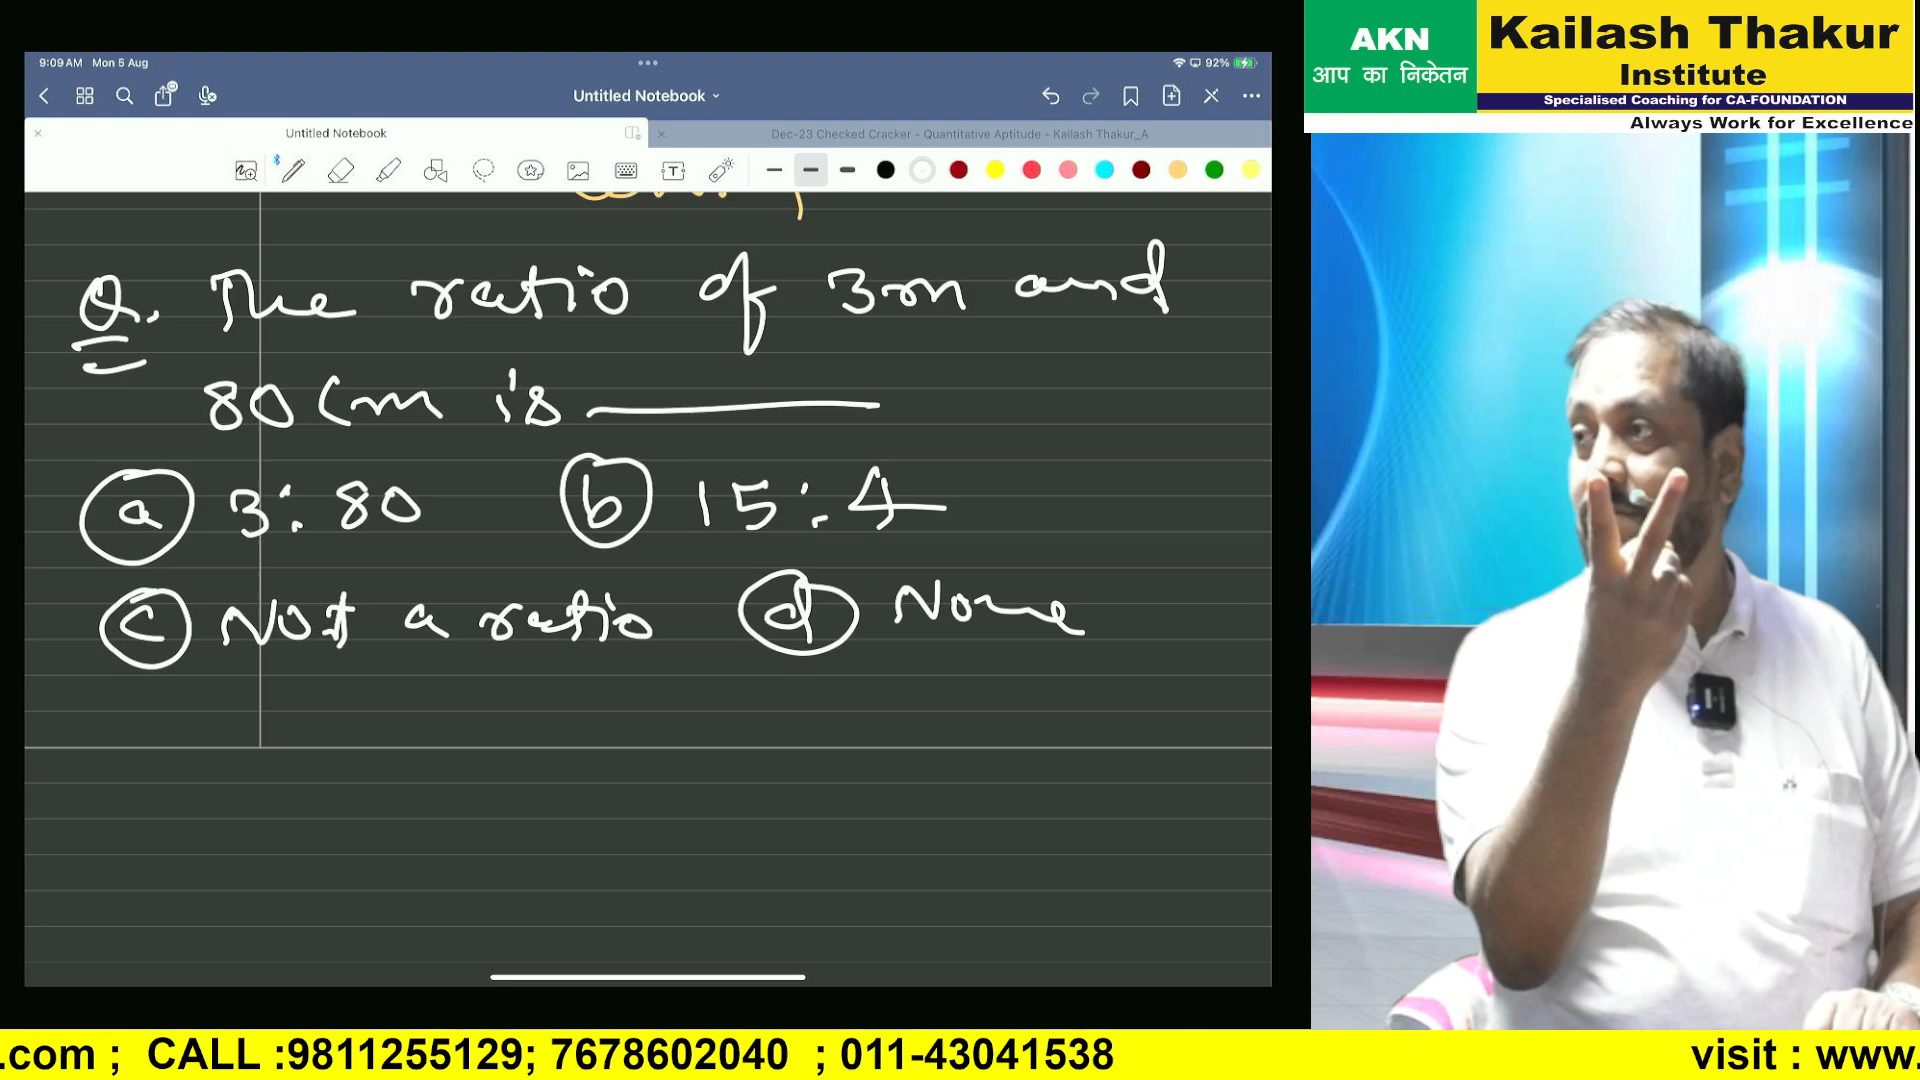 AKN
आप का निकेतन
Kailash Thakur
Institute
Specialised Coaching for CA-FOUNDATION
Always Work for Excellence
9:09 AM Mon 5 Aug
92%
Untitled Notebook
Untitled Notebook
Dec-23 Checked Cracker - Quantitative Aptitude - Kailash Thakur_A
Q. The ratio of 3m and
80 cm is
a 3:80 b 15:4
c Not a ratio d None
.com ; CALL :9811255129; 7678602040 ; 011-43041538
visit : www.